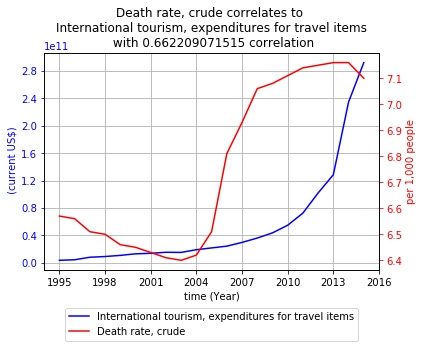 Death rate, crude correlates to
International tourism, expenditures for travel items
with 0.662209071515 correlation
1e11
2.8
2.4
2.0
1.6
1.2
0.8
0.4
0.0
(current US$)
7.1
7.0
6.9
6.8
6.7
6.6
6.5
6.4
per 1,000 people
1995
1998
2001
2004
2007
2010
2013
2016
time (Year)
International tourism, expenditures for travel items
Death rate, crude